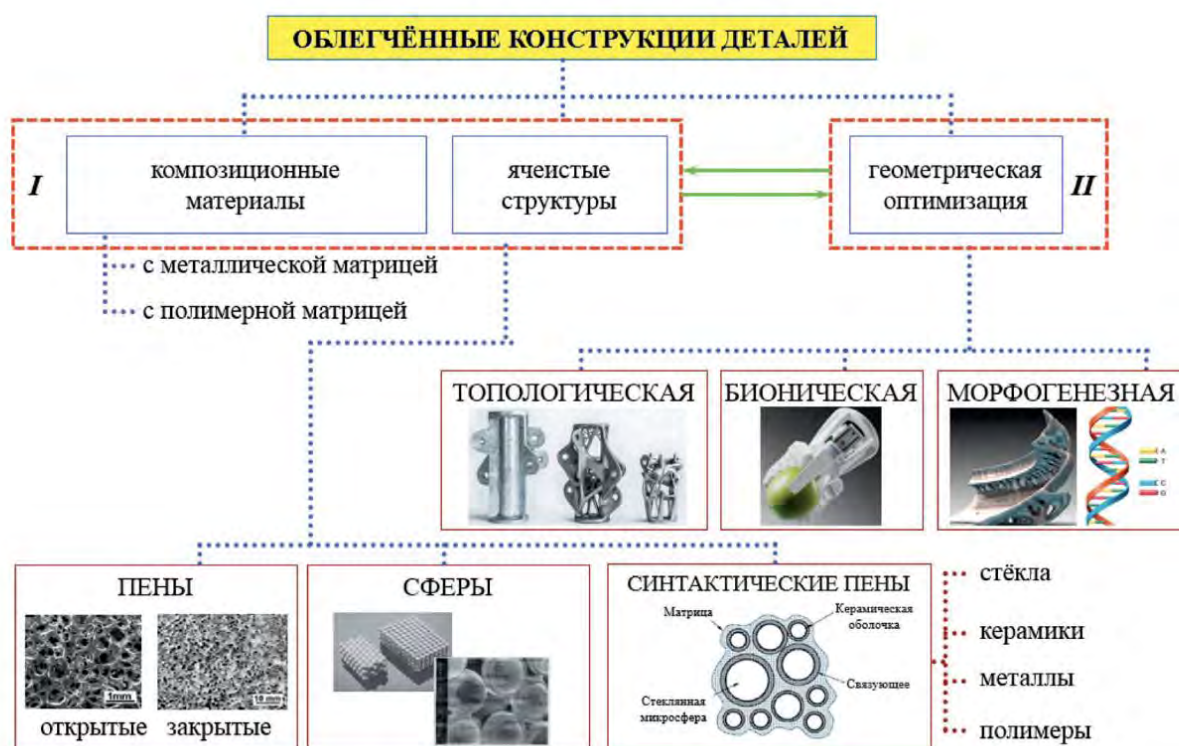 ОБЛЕГЧЁННЫЕ КОНСТРУКЦИИ ДЕТАЛЕЙ
I
композиционные
материалы
ячеистые
структуры
геометрическая
оптимизация
II
с металлической матрицей
с полимерной матрицей
ТОПОЛОГИЧЕСКАЯ
БИОНИЧЕСКАЯ
МОРФОГЕНЕЗНАЯ
A
T
C
G
ПЕНЫ
1mm
10 mm
открытые
закрытые
СФЕРЫ
СИНТАКТИЧЕСКИЕ ПЕНЫ
Матрица
Керамическая
оболочка
Связующее
Стеклянная
микросфера
стёкла
керамики
металлы
полимеры